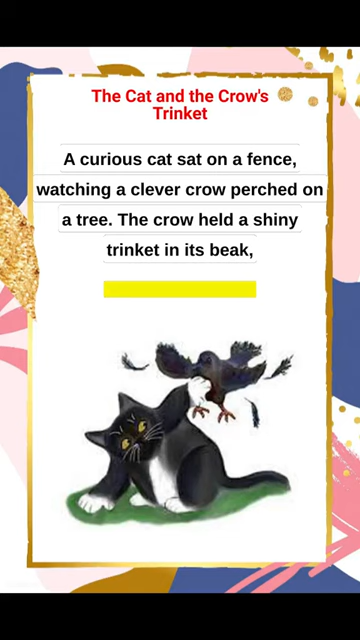 The Cat and the Crow's
Trinket
A curious cat sat on a fence,
watching a clever crow perched on
a tree. The crow held a shiny
trinket in its beak,